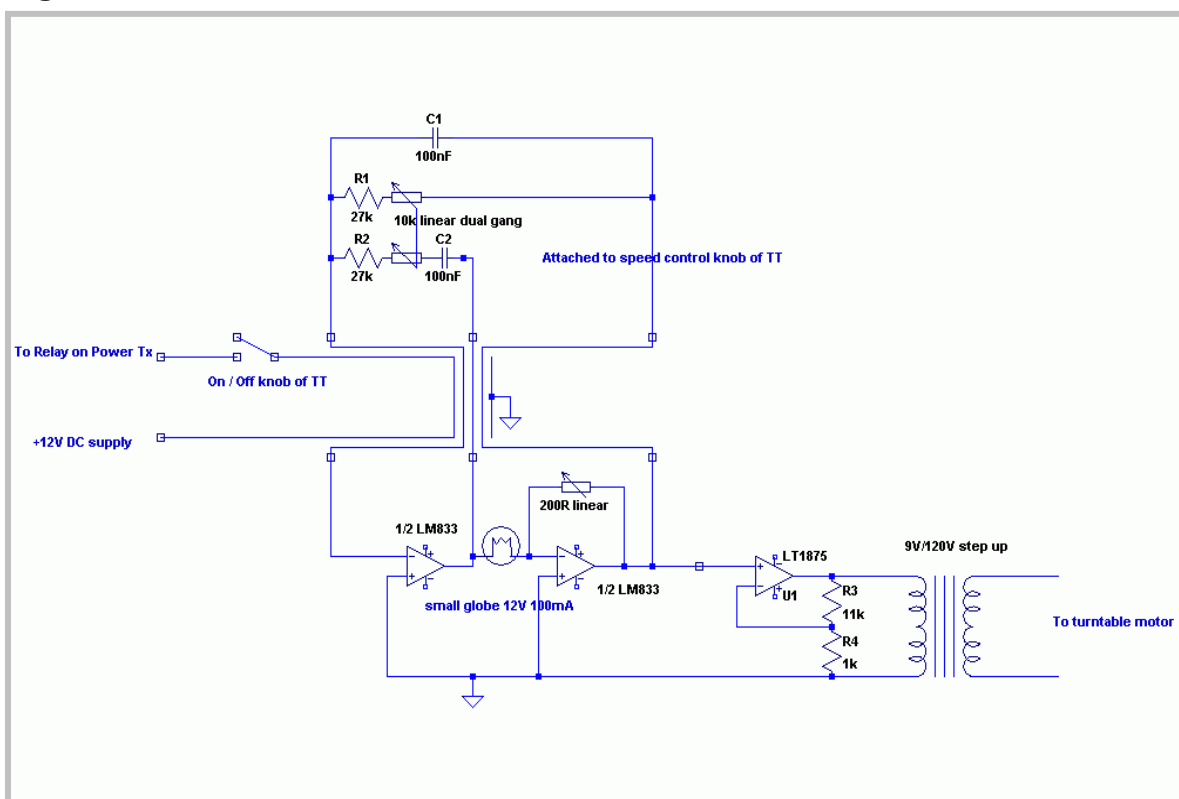 C1
100nF
R1
27k
10k linear dual gang
R2
27k
C2
100nF
Attached to speed control knob of TT
To Relay on Power Tx
On / Off knob of TT
+12V DC supply
200R linear
1/2 LM833
small globe 12V 100mA
1/2 LM833
LT1875
U1
9V/120V step up
R3
11k
R4
1k
To turntable motor